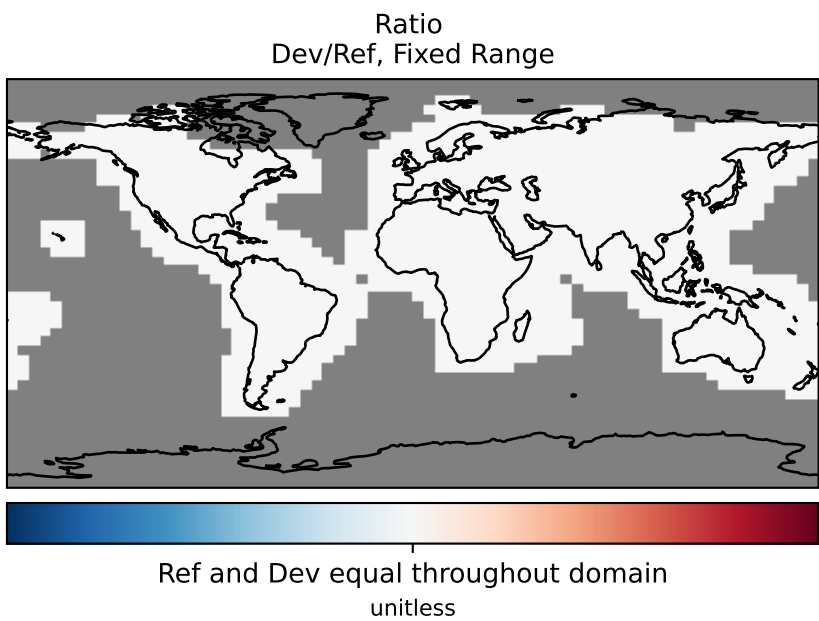 Ratio
Dev/Ref, Fixed Range
Ref and Dev equal throughout domain
unitless